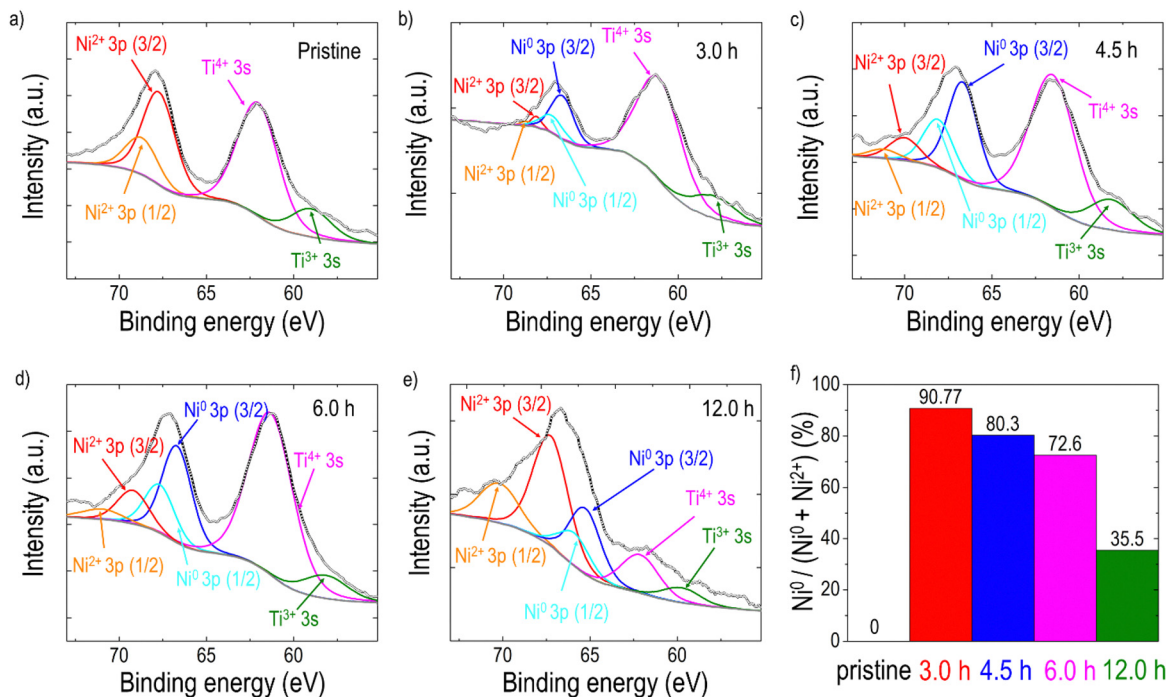 a)
Pristine
Ni²⁺ 3p (3/2)
Ti⁴⁺ 3s
Ni²⁺ 3p (1/2)
Ti³⁺ 3s
Intensity (a.u.)
70 65 60
Binding energy (eV)
b)
3.0 h
Ti⁴⁺ 3s
Ni⁰ 3p (3/2)
Ni²⁺ 3p (3/2)
Ni²⁺ 3p (1/2)
Ni⁰ 3p (1/2)
Ti³⁺ 3s
Intensity (a.u.)
70 65 60
Binding energy (eV)
c)
4.5 h
Ni⁰ 3p (3/2)
Ni²⁺ 3p (3/2)
Ti⁴⁺ 3s
Ni²⁺ 3p (1/2)
Ni⁰ 3p (1/2)
Ti³⁺ 3s
Intensity (a.u.)
70 65 60
Binding energy (eV)
d)
6.0 h
Ni⁰ 3p (3/2)
Ni²⁺ 3p (3/2)
Ti⁴⁺ 3s
Ni²⁺ 3p (1/2)
Ni⁰ 3p (1/2)
Ti³⁺ 3s
Intensity (a.u.)
70 65 60
Binding energy (eV)
e)
12.0 h
Ni²⁺ 3p (3/2)
Ni⁰ 3p (3/2)
Ti⁴⁺ 3s
Ti³⁺ 3s
Ni²⁺ 3p (1/2)
Ni⁰ 3p (1/2)
Intensity (a.u.)
70 65 60
Binding energy (eV)
f)
Ni⁰ / (Ni⁰ + Ni²⁺) (%)
100
80
60
40
20
0
0
90.77
80.3
72.6
35.5
pristine 3.0 h 4.5 h 6.0 h 12.0 h